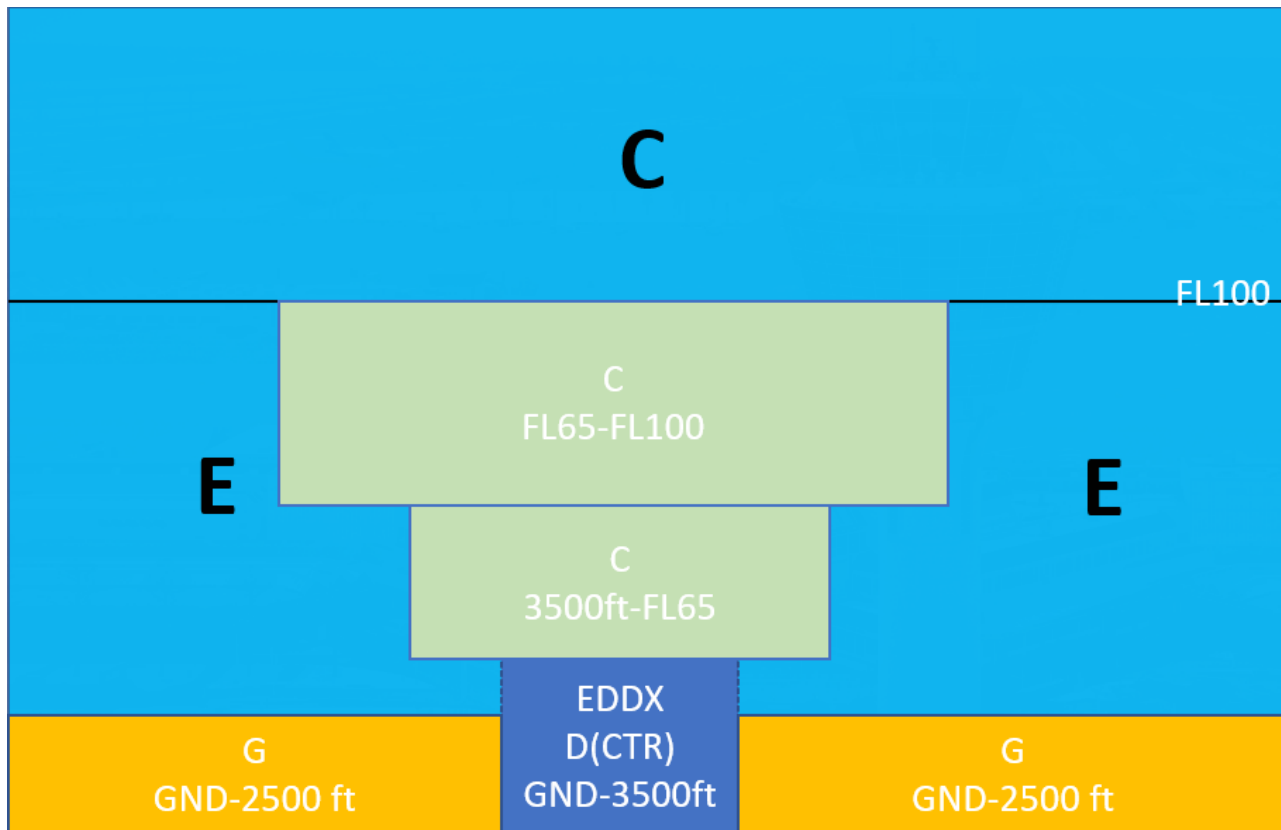 C
FL100
C
FL65-FL100
E
E
C
3500ft-FL65
EDDX
D(CTR)
GND-3500ft
G
GND-2500 ft
G
GND-2500 ft